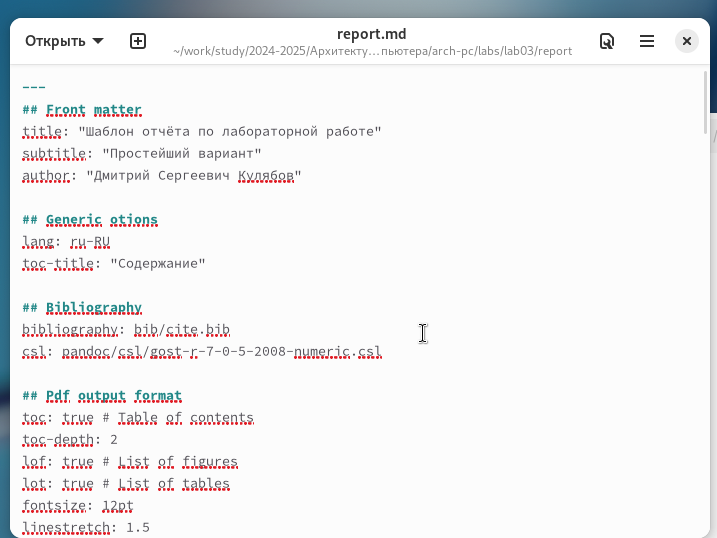 Открыть
report.md
~/work/study/2024-2025/Архитекту…пьютера/arch-pc/labs/lab03/report
---
## Front matter
title: "Шаблон отчёта по лабораторной работе"
subtitle: "Простейший вариант"
author: "Дмитрий Сергеевич Кулябов"
## Generic otions
lang: ru-RU
toc-title: "Содержание"
## Bibliography
bibliography: bib/cite.bib
csl: pandoc/csl/gost-r-7-0-5-2008-numeric.csl
## Pdf output format
toc: true # Table of contents
toc-depth: 2
lof: true # List of figures
lot: true # List of tables
fontsize: 12pt
linestretch: 1.5